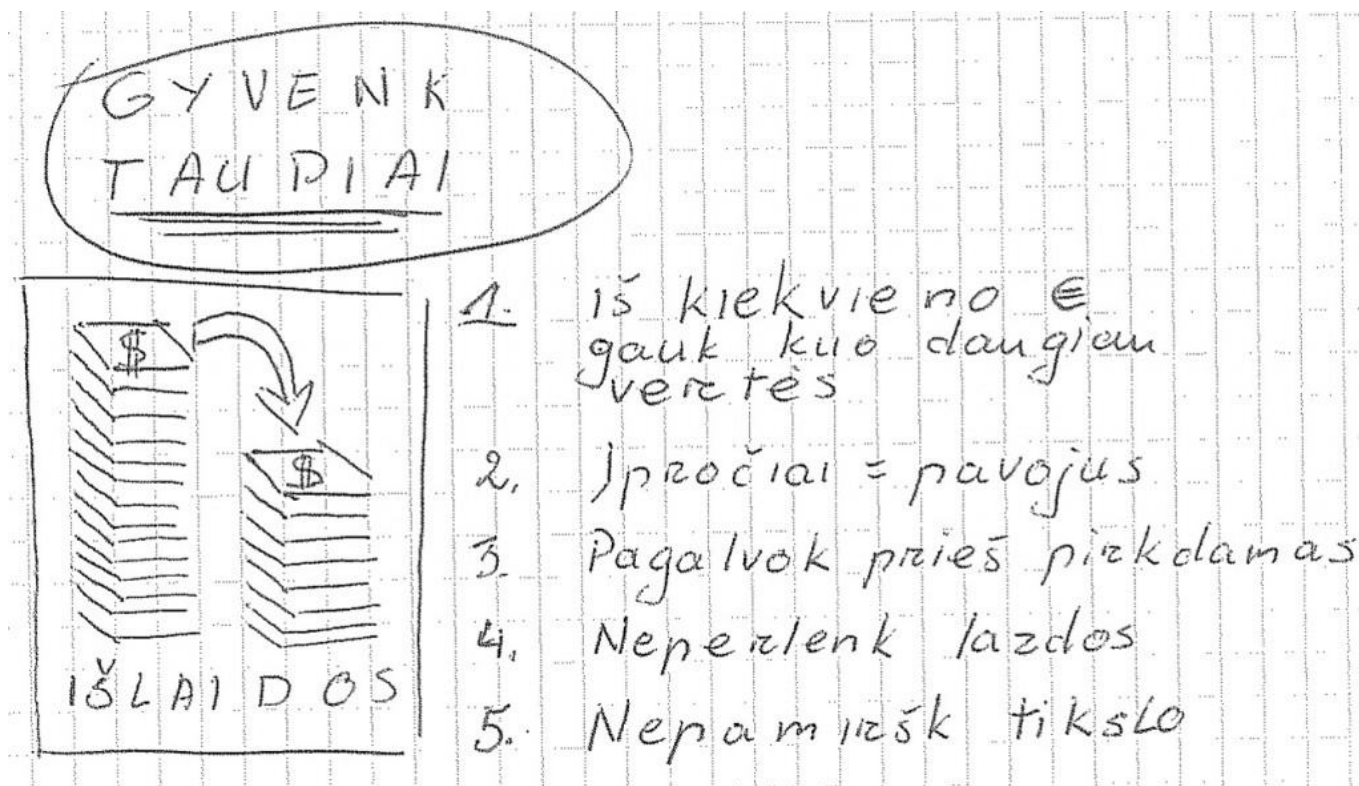 GYVENK
TAUPIAI
1. iš kiekvieno €
gauk kuo daugiau
vertės
$
$
2. Įpročiai = pavojus
3. Pagalvok prieš pirkdamas
4. Neperlenk lazdos
IŠLAIDOS
5. Nepamiršk tikslo